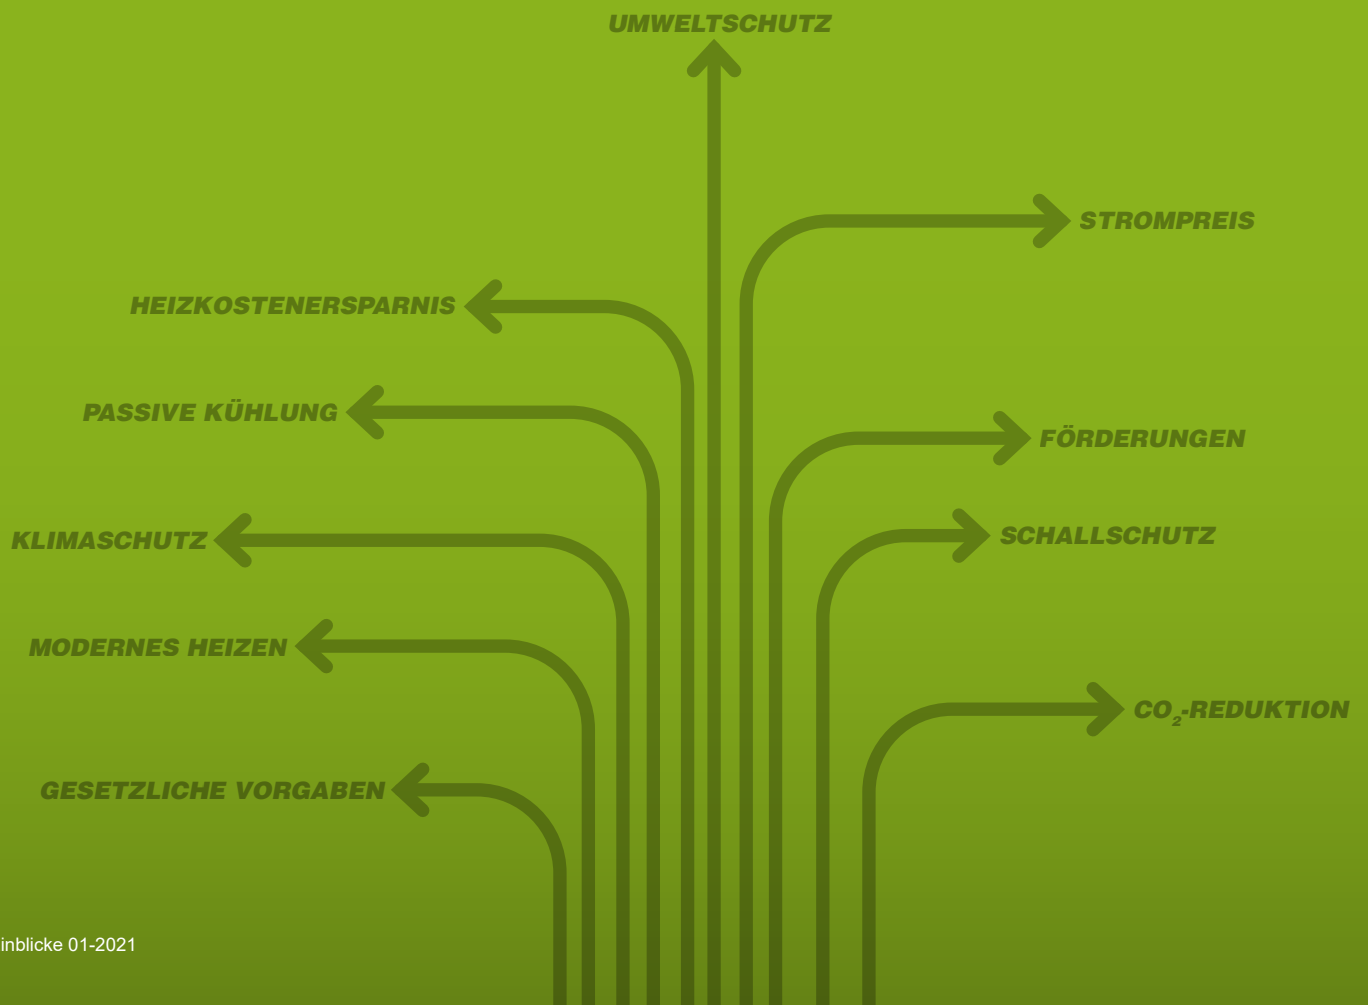 UMWELTSCHUTZ
STROMPREIS
HEIZKOSTENERSPARNIS
PASSIVE KÜHLUNG
FÖRDERUNGEN
KLIMASCHUTZ
SCHALLSCHUTZ
MODERNES HEIZEN
CO₂-REDUKTION
GESETZLICHE VORGABEN
inblicke 01-2021